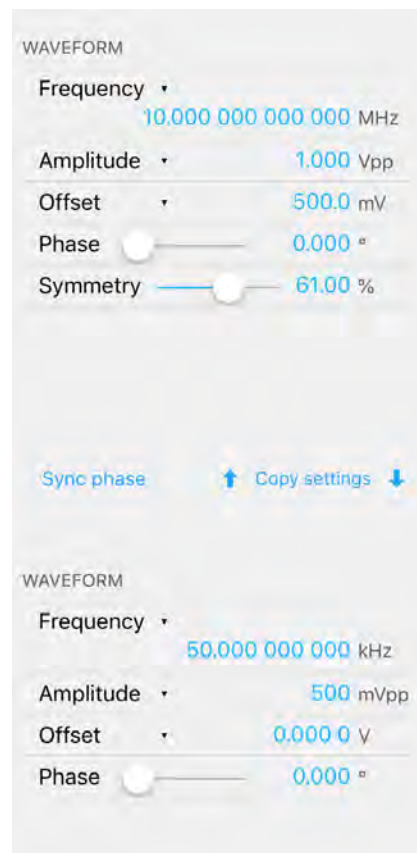 WAVEFORM
Frequency
10,000 000 000 000 MHz
Amplitude 1.000 Vpp
Offset 500.0 mV
Phase 0.000 °
Symmetry 61.00 %
Sync phase Copy settings
WAVEFORM
Frequency
50,000 000 000 kHz
Amplitude 500 mVpp
Offset 0.000 0 V
Phase 0.000 °